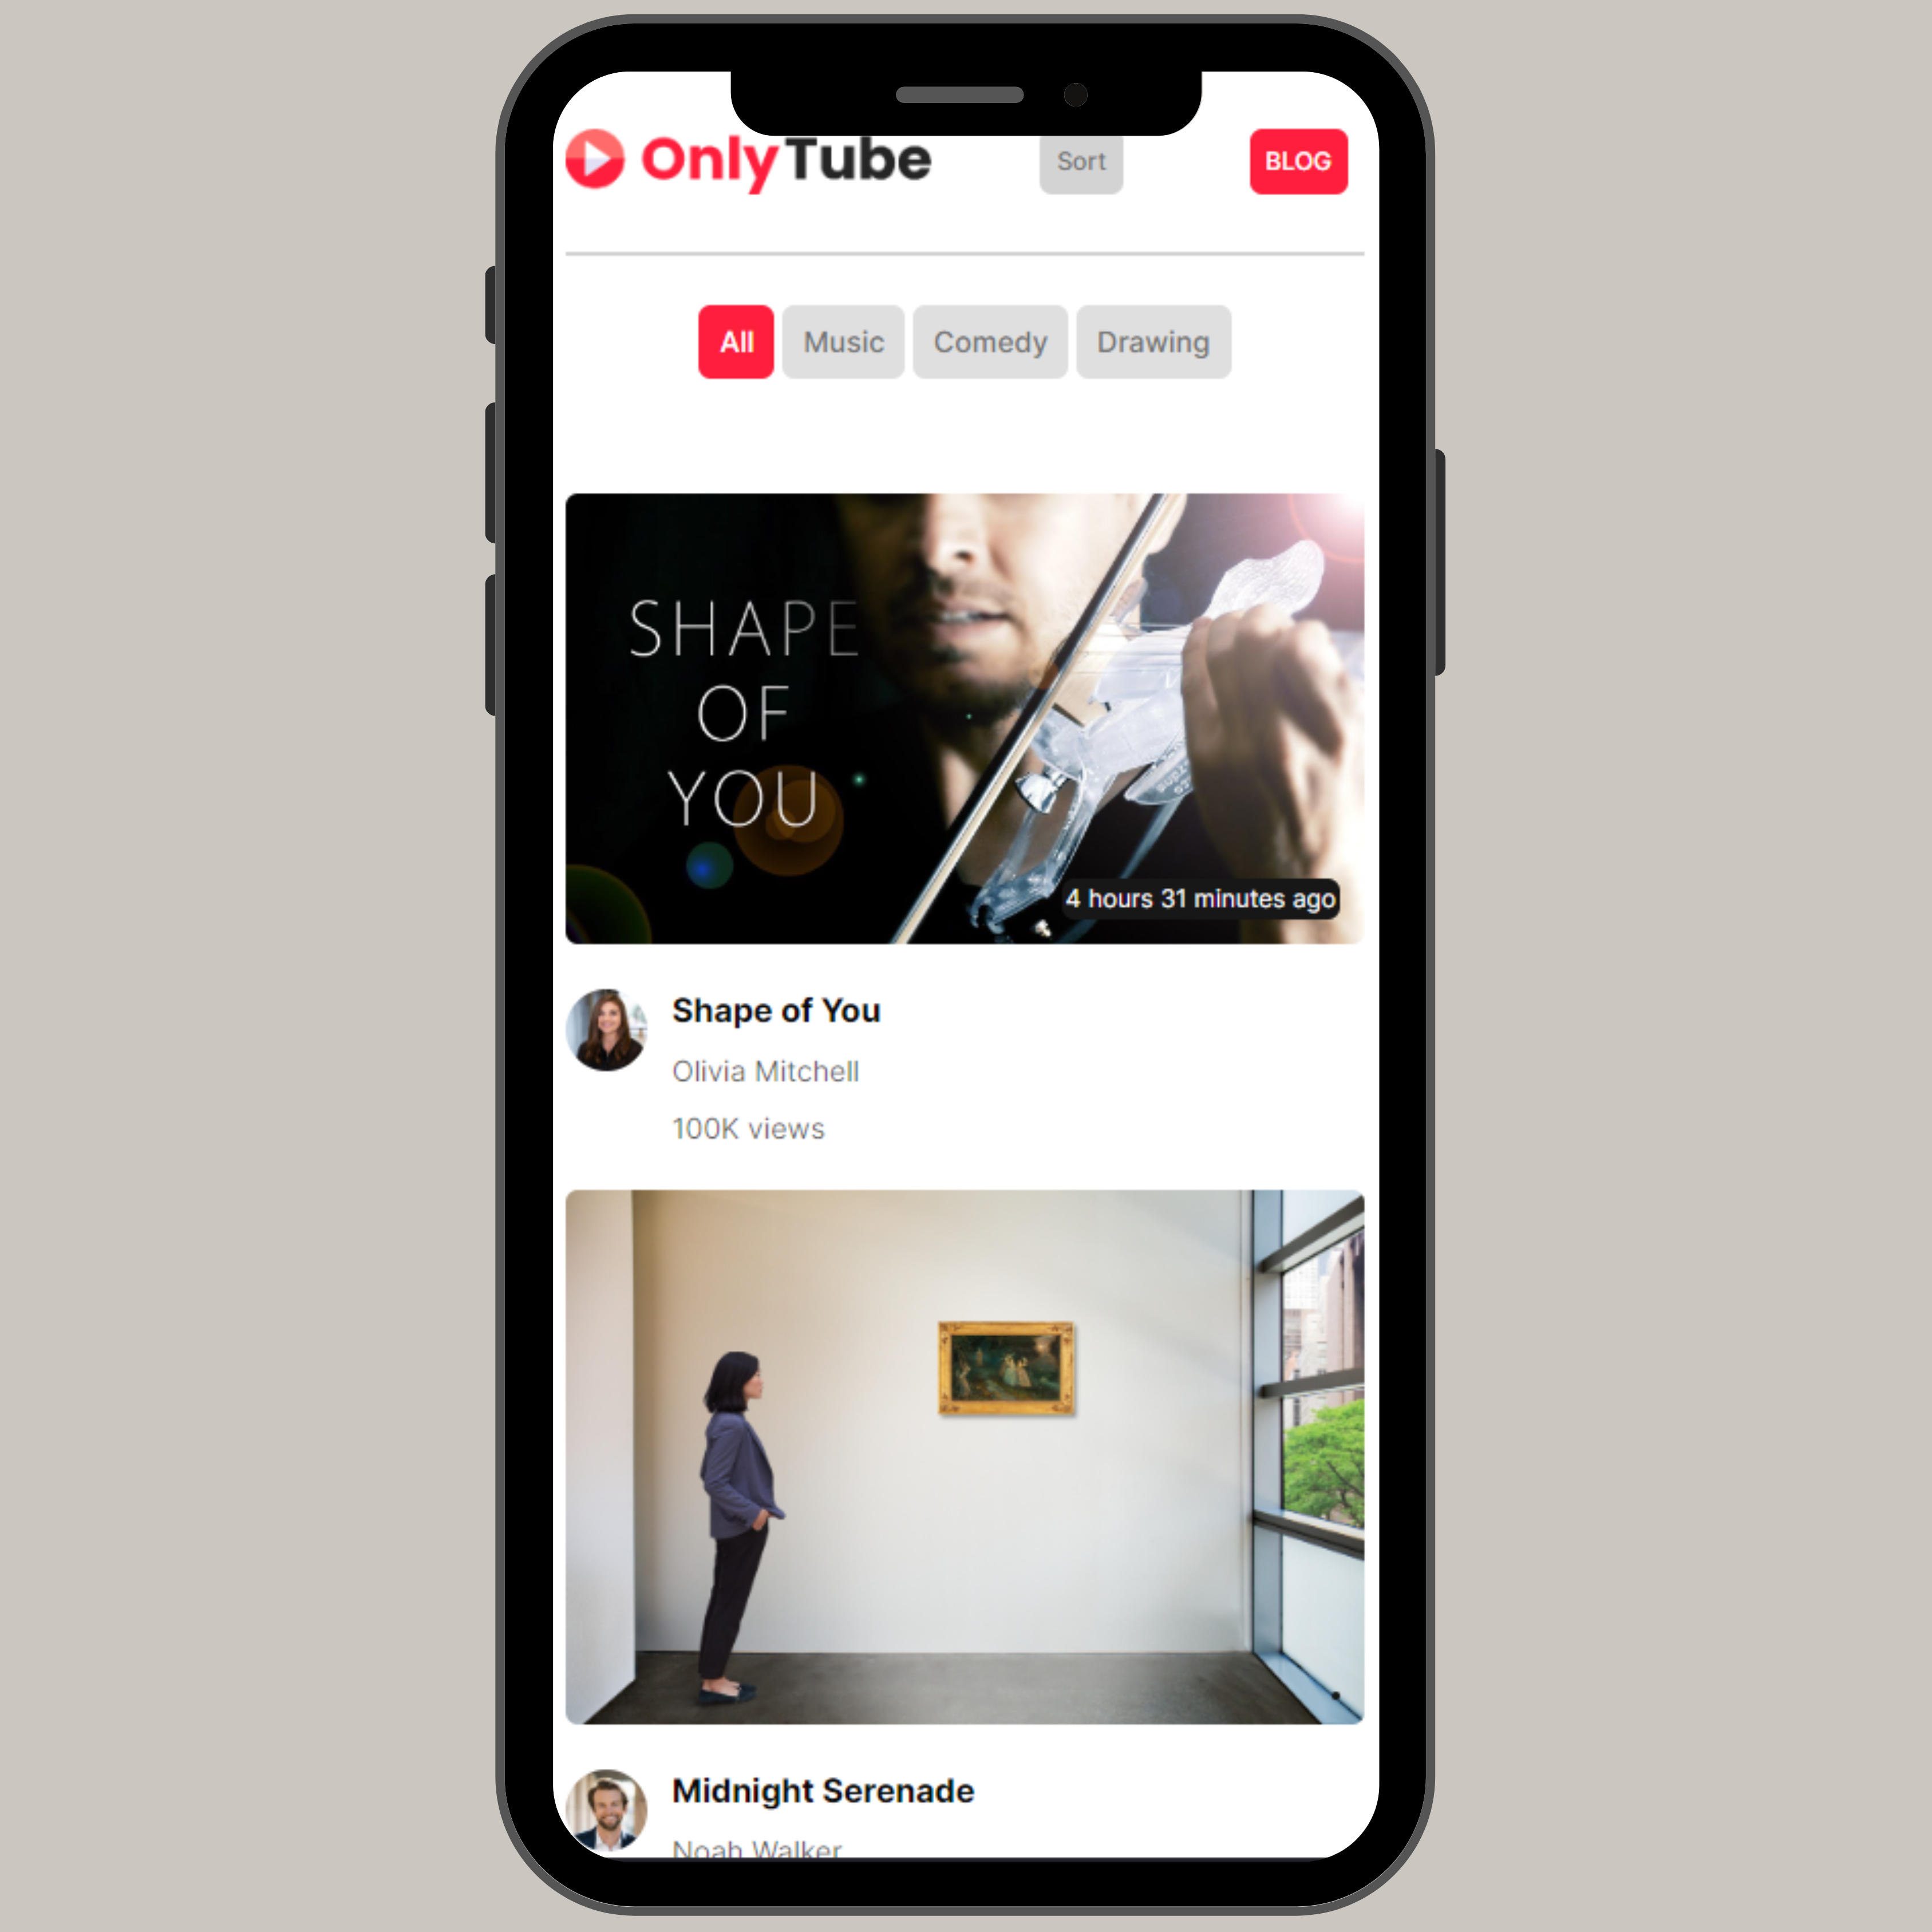 OnlyTube Sort BLOG
All Music Comedy Drawing
SHAPE
OF
YOU
4 hours 31 minutes ago
Shape of You
Olivia Mitchell
100K views
Midnight Serenade
Noah Walker